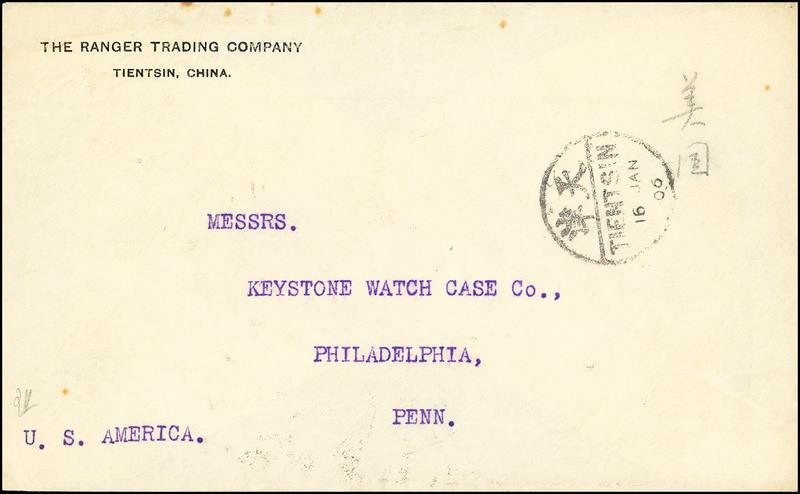 THE RANGER TRADING COMPANY
TIENTSIN, CHINA.
美
国
天津
TIENTSIN
16 JAN
06
MESSRS.
KEYSTONE WATCH CASE Co.,
PHILADELPHIA,
PENN.
U. S. AMERICA.